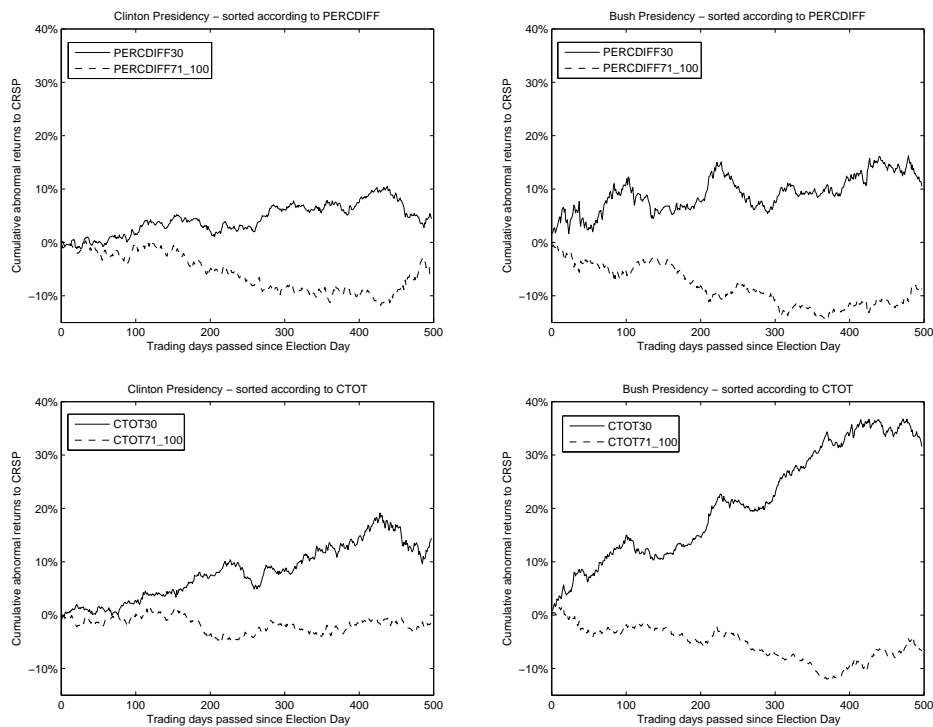 Clinton Presidency – sorted according to PERCDIFF
40%
30%
20%
10%
0%
−10%
PERCDIFF30
PERCDIFF71_100
Cumulative abnormal returns to CRSP
0 100 200 300 400 500
Trading days passed since Election Day
Bush Presidency – sorted according to PERCDIFF
40%
30%
20%
10%
0%
−10%
PERCDIFF30
PERCDIFF71_100
Cumulative abnormal returns to CRSP
0 100 200 300 400 500
Trading days passed since Election Day
Clinton Presidency – sorted according to CTOT
40%
30%
20%
10%
0%
−10%
CTOT30
CTOT71_100
Cumulative abnormal returns to CRSP
0 100 200 300 400 500
Trading days passed since Election Day
Bush Presidency – sorted according to CTOT
40%
30%
20%
10%
0%
−10%
CTOT30
CTOT71_100
Cumulative abnormal returns to CRSP
0 100 200 300 400 500
Trading days passed since Election Day